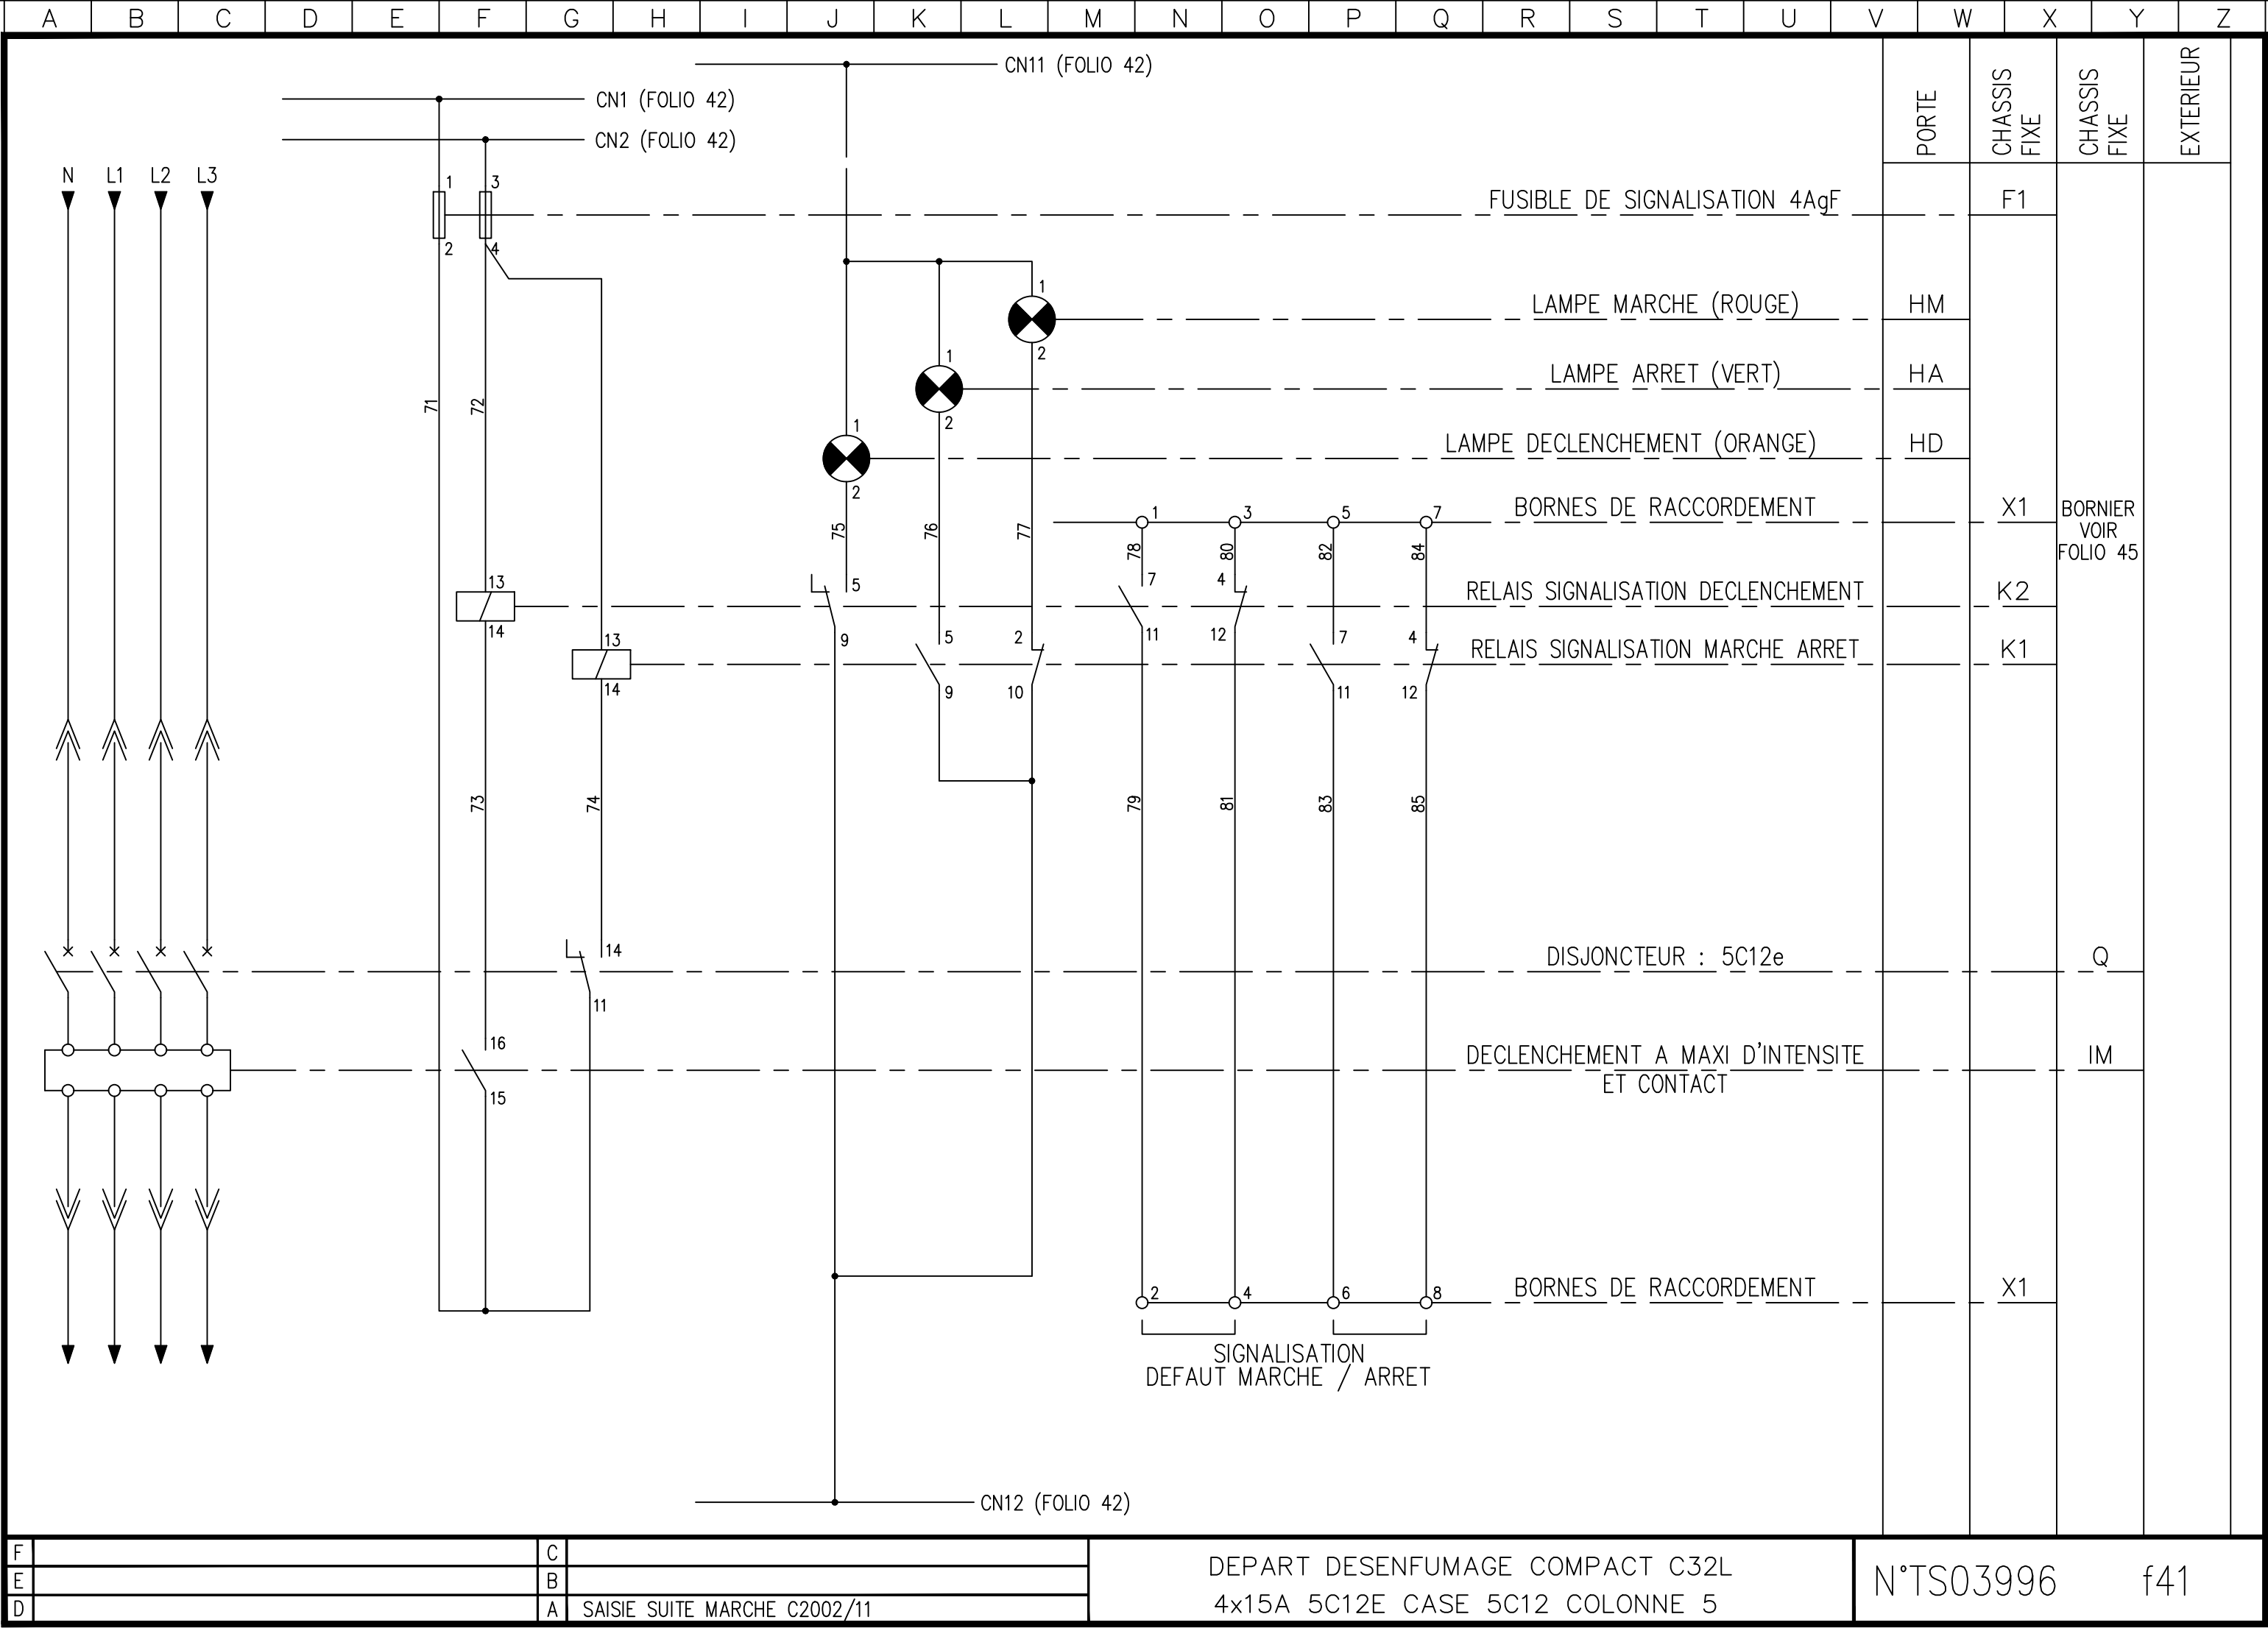 A B C D E F G H I J K L M N O P Q R S T U V W X Y Z
CN11 (FOLIO 42)
CN1 (FOLIO 42)
CN2 (FOLIO 42)
PORTE
CHASSIS
FIXE
CHASSIS
FIXE
EXTERIEUR
N L1 L2 L3
1 3
FUSIBLE DE SIGNALISATION 4AgF F1
2 4
1
LAMPE MARCHE (ROUGE) HM
2
1
LAMPE ARRET (VERT) HA
2
71 72
1
LAMPE DECLENCHEMENT (ORANGE) HD
2
1 3 5 7
BORNES DE RACCORDEMENT X1
BORNIER
VOIR
FOLIO 45
75 76 77 78 80 82 84
13 5 7 4
RELAIS SIGNALISATION DECLENCHEMENT K2
14 9 11 12
13 5 2 7 4
RELAIS SIGNALISATION MARCHE ARRET K1
14 9 10 11 12
73 74 79 81 83 85
14
DISJONCTEUR : 5C12e Q
11
16
DECLENCHEMENT A MAXI D'INTENSITE IM
ET CONTACT
15
2 4 6 8
BORNES DE RACCORDEMENT X1
SIGNALISATION
DEFAUT MARCHE / ARRET
CN12 (FOLIO 42)
F C
E B
D A SAISIE SUITE MARCHE C2002/11
DEPART DESENFUMAGE COMPACT C32L
4x15A 5C12E CASE 5C12 COLONNE 5
N°TS03996 f41